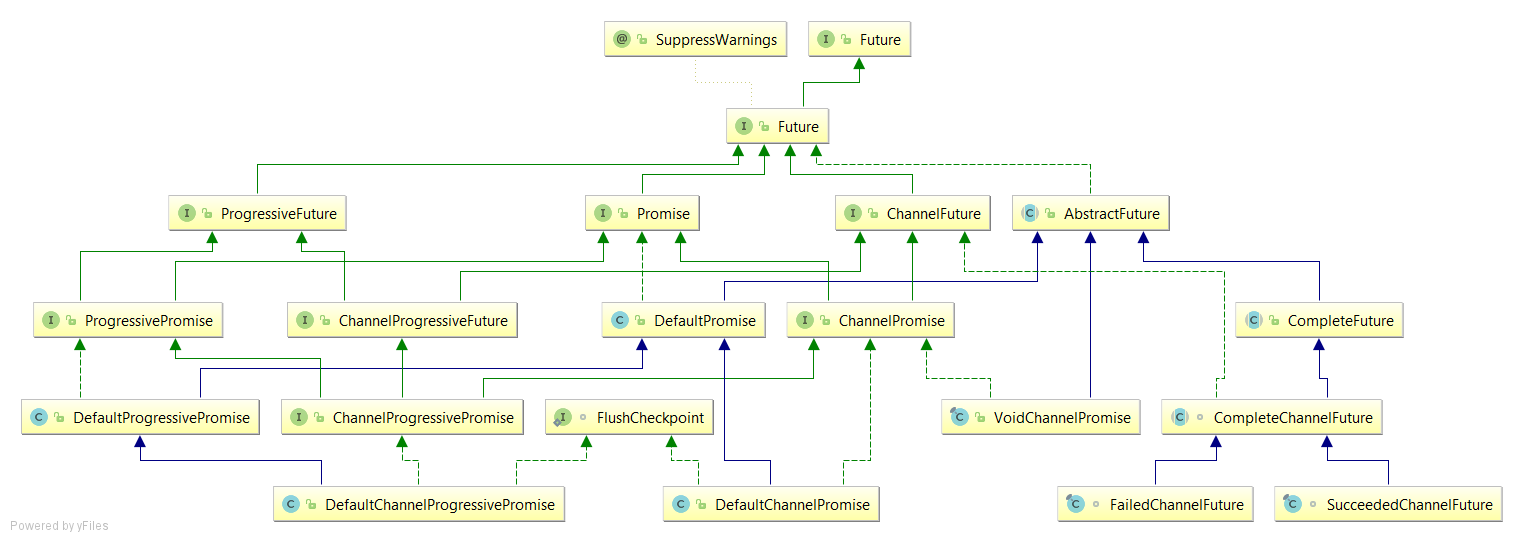 SuppressWarnings
Future
Future
ProgressiveFuture
Promise
ChannelFuture
AbstractFuture
ProgressivePromise
ChannelProgressiveFuture
DefaultPromise
ChannelPromise
CompleteFuture
DefaultProgressivePromise
ChannelProgressivePromise
FlushCheckpoint
VoidChannelPromise
CompleteChannelFuture
DefaultChannelProgressivePromise
DefaultChannelPromise
FailedChannelFuture
SucceededChannelFuture
Powered by yFiles